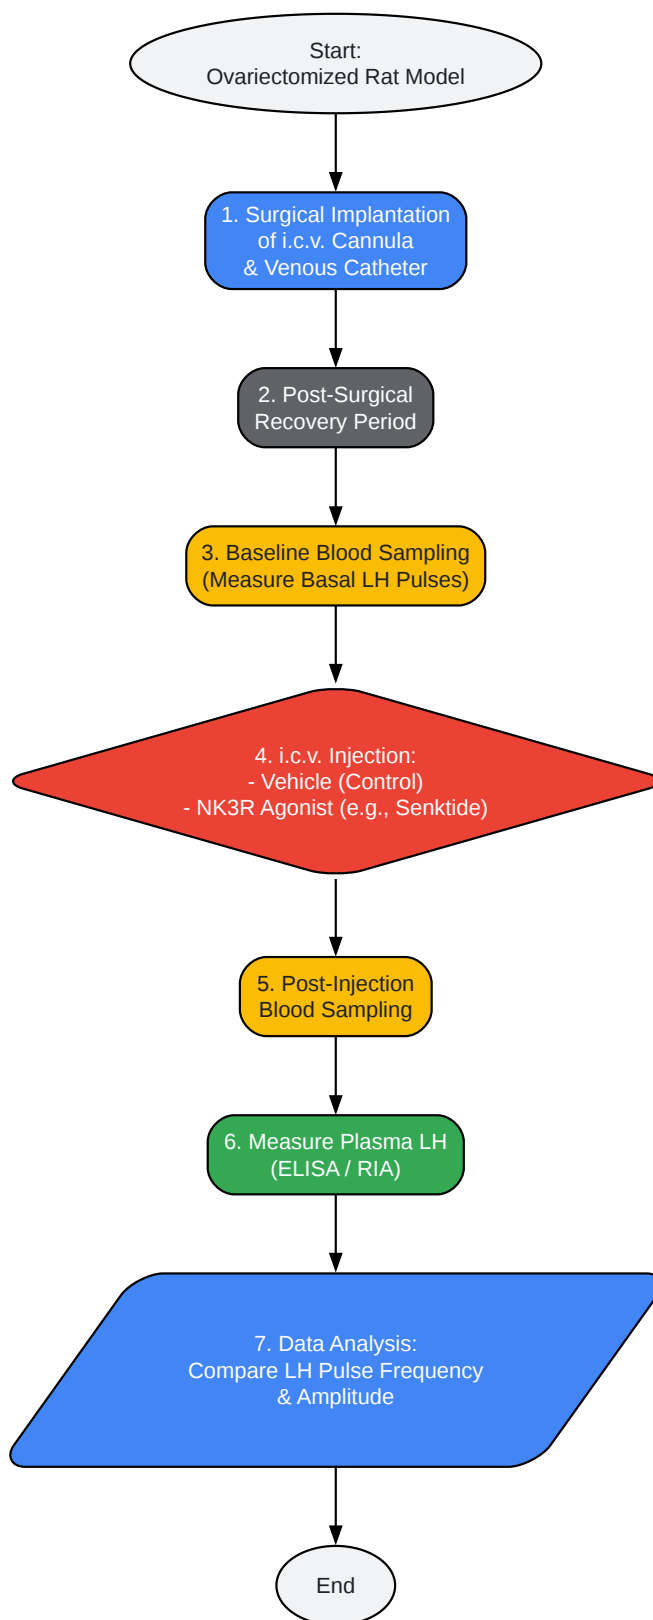 Start:
Ovariectomized Rat Model
1. Surgical Implantation
of i.c.v. Cannula
& Venous Catheter
2. Post-Surgical
Recovery Period
3. Baseline Blood Sampling
(Measure Basal LH Pulses)
4. i.c.v. Injection:
- Vehicle (Control)
- NK3R Agonist (e.g., Senktide)
5. Post-Injection
Blood Sampling
6. Measure Plasma LH
(ELISA / RIA)
7. Data Analysis:
Compare LH Pulse Frequency
& Amplitude
End